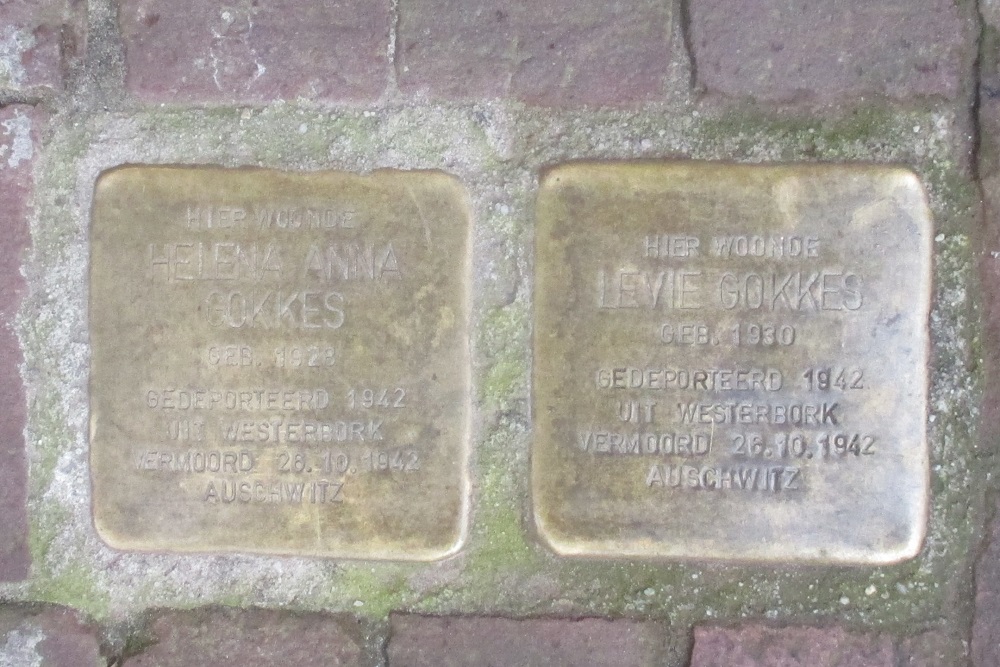 HIER WOONDE
HELENA ANNA
GOKKES
GEB. 1928
GEDEPORTEERD 1942
UIT WESTERBORK
VERMOORD 26.10.1942
AUSCHWITZ
HIER WOONDE
LEVIE GOKKES
GEB. 1930
GEDEPORTEERD 1942
UIT WESTERBORK
VERMOORD 26.10.1942
AUSCHWITZ